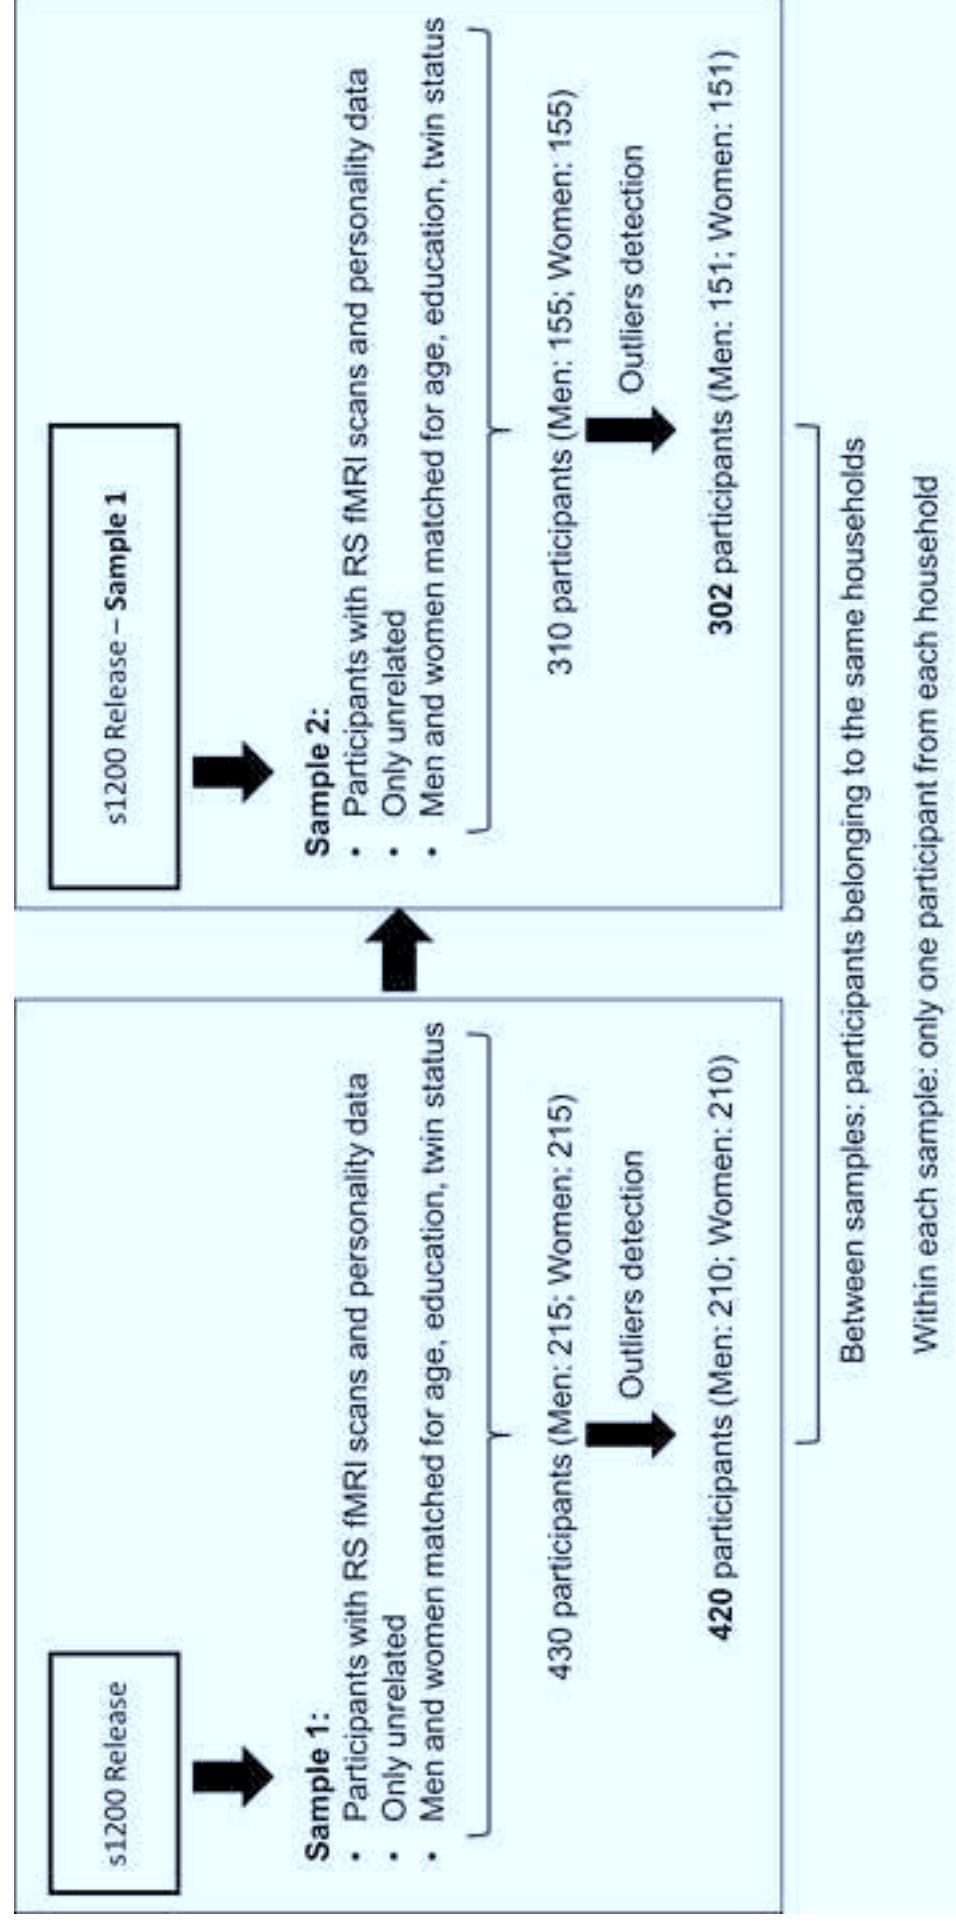 s1200 Release
Sample 1:
• Participants with RS fMRI scans and personality data
• Only unrelated
• Men and women matched for age, education, twin status
430 participants (Men: 215; Women: 215)
Outliers detection
420 participants (Men: 210; Women: 210)
s1200 Release – Sample 1
Sample 2:
• Participants with RS fMRI scans and personality data
• Only unrelated
• Men and women matched for age, education, twin status
310 participants (Men: 155; Women: 155)
Outliers detection
302 participants (Men: 151; Women: 151)
Between samples: participants belonging to the same households
Within each sample: only one participant from each household